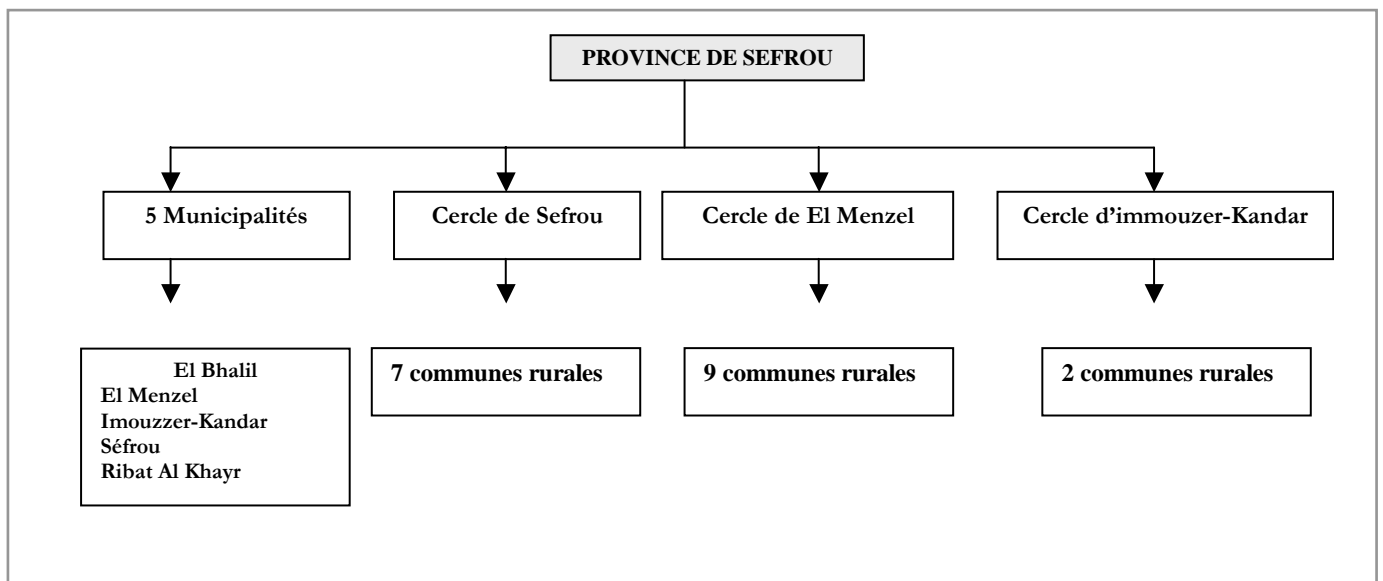 PROVINCE DE SEFROU
5 Municipalités
Cercle de Sefrou
Cercle de El Menzel
Cercle d’immouzer-Kandar
El Bhalil
El Menzel
Imouzzer-Kandar
Séfrou
Ribat Al Khayr
7 communes rurales
9 communes rurales
2 communes rurales